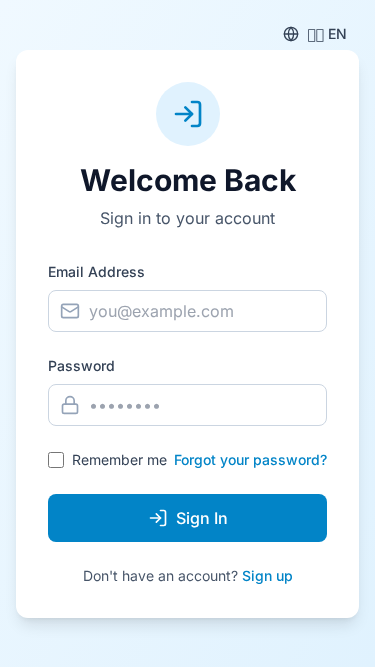 EN
Welcome Back
Sign in to your account
Email Address
you@example.com
Password
••••••••
Remember me Forgot your password?
Sign In
Don't have an account? Sign up